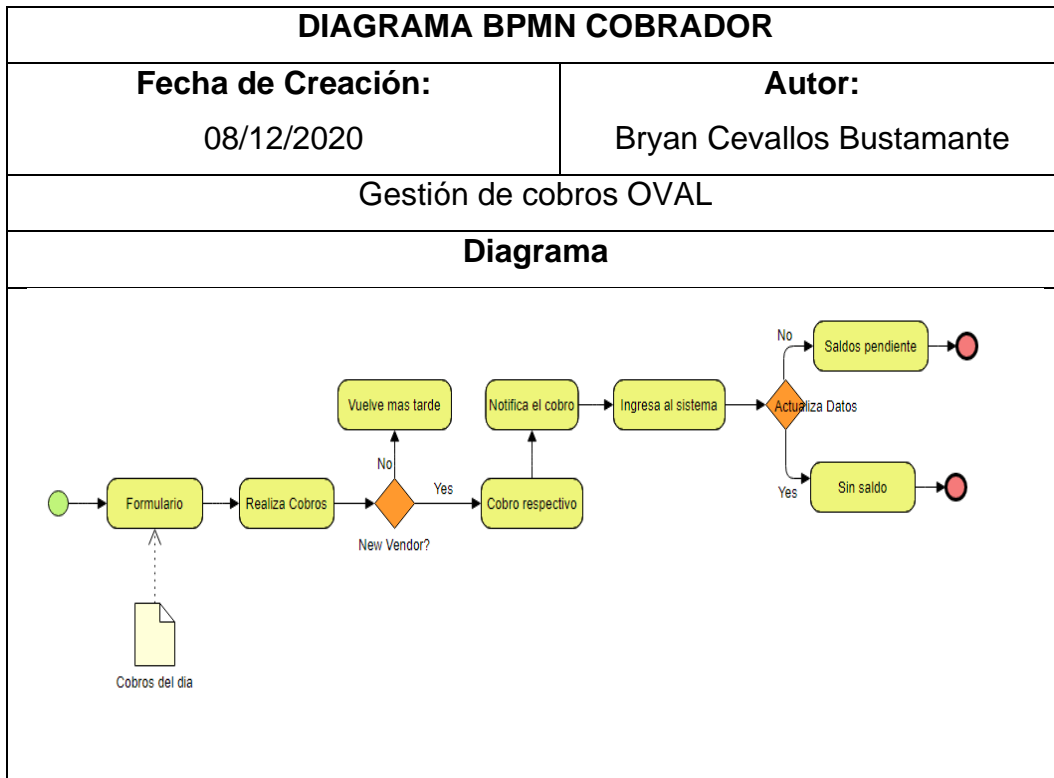 DIAGRAMA BPMN COBRADOR
Fecha de Creación:
08/12/2020
Autor:
Bryan Cevallos Bustamante
Gestión de cobros OVAL
Diagrama
No
Saldos pendiente
Vuelve mas tarde
Notifica el cobro
Ingresa al sistema
Actualiza Datos
No
Yes
Yes
Sin saldo
Formulario
Realiza Cobros
Cobro respectivo
New Vendor?
Cobros del dia